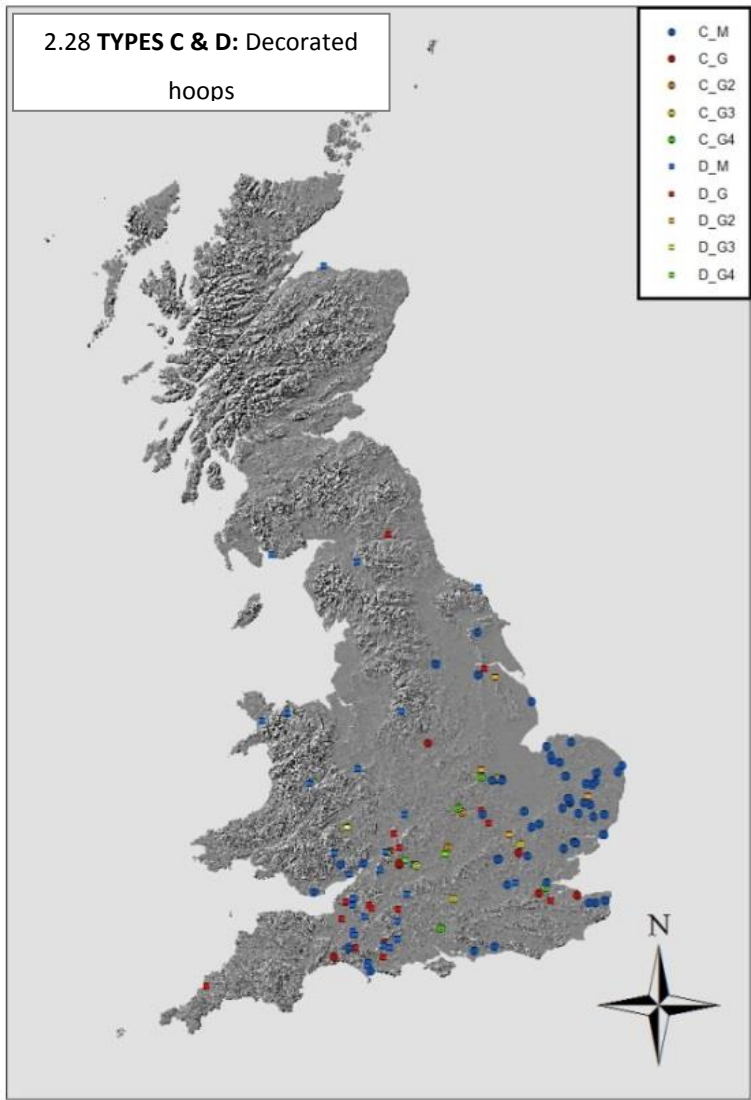 2.28 TYPES C & D: Decorated
hoops
C_M
C_G
C_G2
C_G3
C_G4
D_M
D_G
D_G2
D_G3
D_G4
N